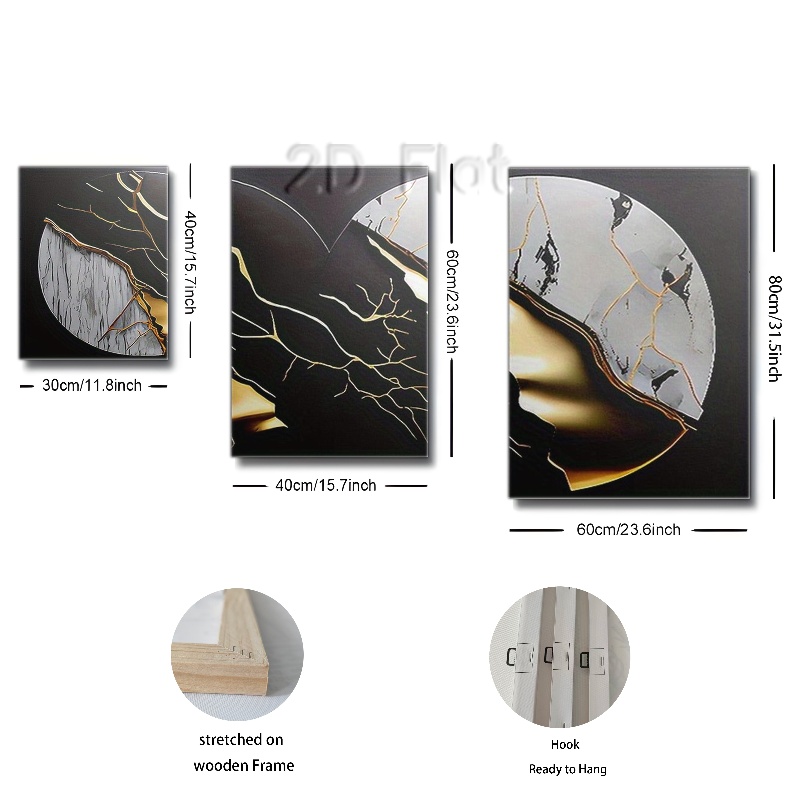 2D Flat
40cm/15.7inch
60cm/23.6inch
80cm/31.5inch
30cm/11.8inch
40cm/15.7inch
60cm/23.6inch
stretched on
wooden Frame
Hook
Ready to Hang